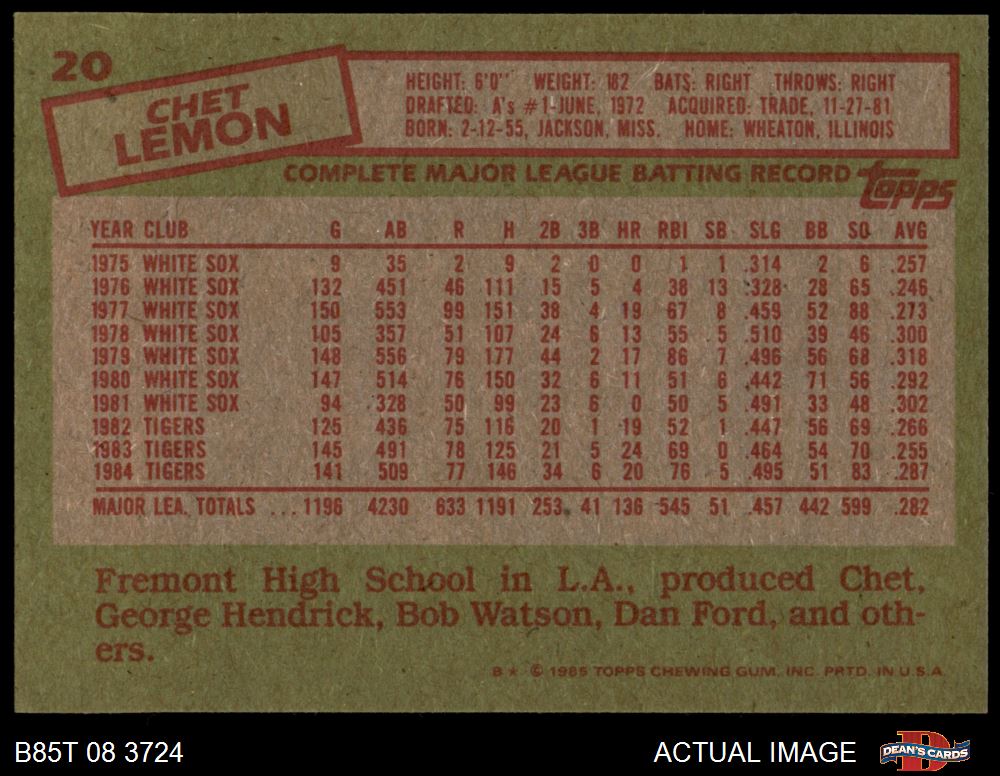 20
CHET
LEMON
HEIGHT: 6'0" WEIGHT: 182 BATS: RIGHT THROWS: RIGHT
DRAFTED: A's #1-JUNE, 1972 ACQUIRED: TRADE, 11-27-81
BORN: 2-12-55, JACKSON, MISS. HOME: WHEATON, ILLINOIS
COMPLETE MAJOR LEAGUE BATTING RECORD topps
YEAR CLUB G AB R H 2B 3B HR RBI SB SLG BB SO AVG
1975 WHITE SOX 9 35 2 9 2 0 0 1 1 .314 2 6 .257
1976 WHITE SOX 132 451 46 111 15 5 4 38 13 .328 28 65 .246
1977 WHITE SOX 150 553 99 151 38 4 19 67 8 .459 52 88 .273
1978 WHITE SOX 105 357 51 107 24 6 13 55 5 .510 39 46 .300
1979 WHITE SOX 148 556 79 177 44 2 17 86 7 .496 56 68 .318
1980 WHITE SOX 147 514 76 150 32 6 11 51 6 .442 71 56 .292
1981 WHITE SOX 94 328 50 99 23 6 0 50 5 .491 33 48 .302
1982 TIGERS 125 436 75 116 20 1 19 52 1 .447 56 69 .266
1983 TIGERS 145 491 78 125 21 5 24 69 0 .464 54 70 .255
1984 TIGERS 141 509 77 146 34 6 20 76 5 .495 51 83 .287
MAJOR LEA. TOTALS ... 1196 4230 633 1191 253 41 136 545 51 .457 442 599 .282
Fremont High School in L.A., produced Chet,
George Hendrick, Bob Watson, Dan Ford, and oth-
ers.
B★ © 1985 TOPPS CHEWING GUM, INC. PRTD. IN U.S.A.
B85T 08 3724 ACTUAL IMAGE DEAN'S CARDS